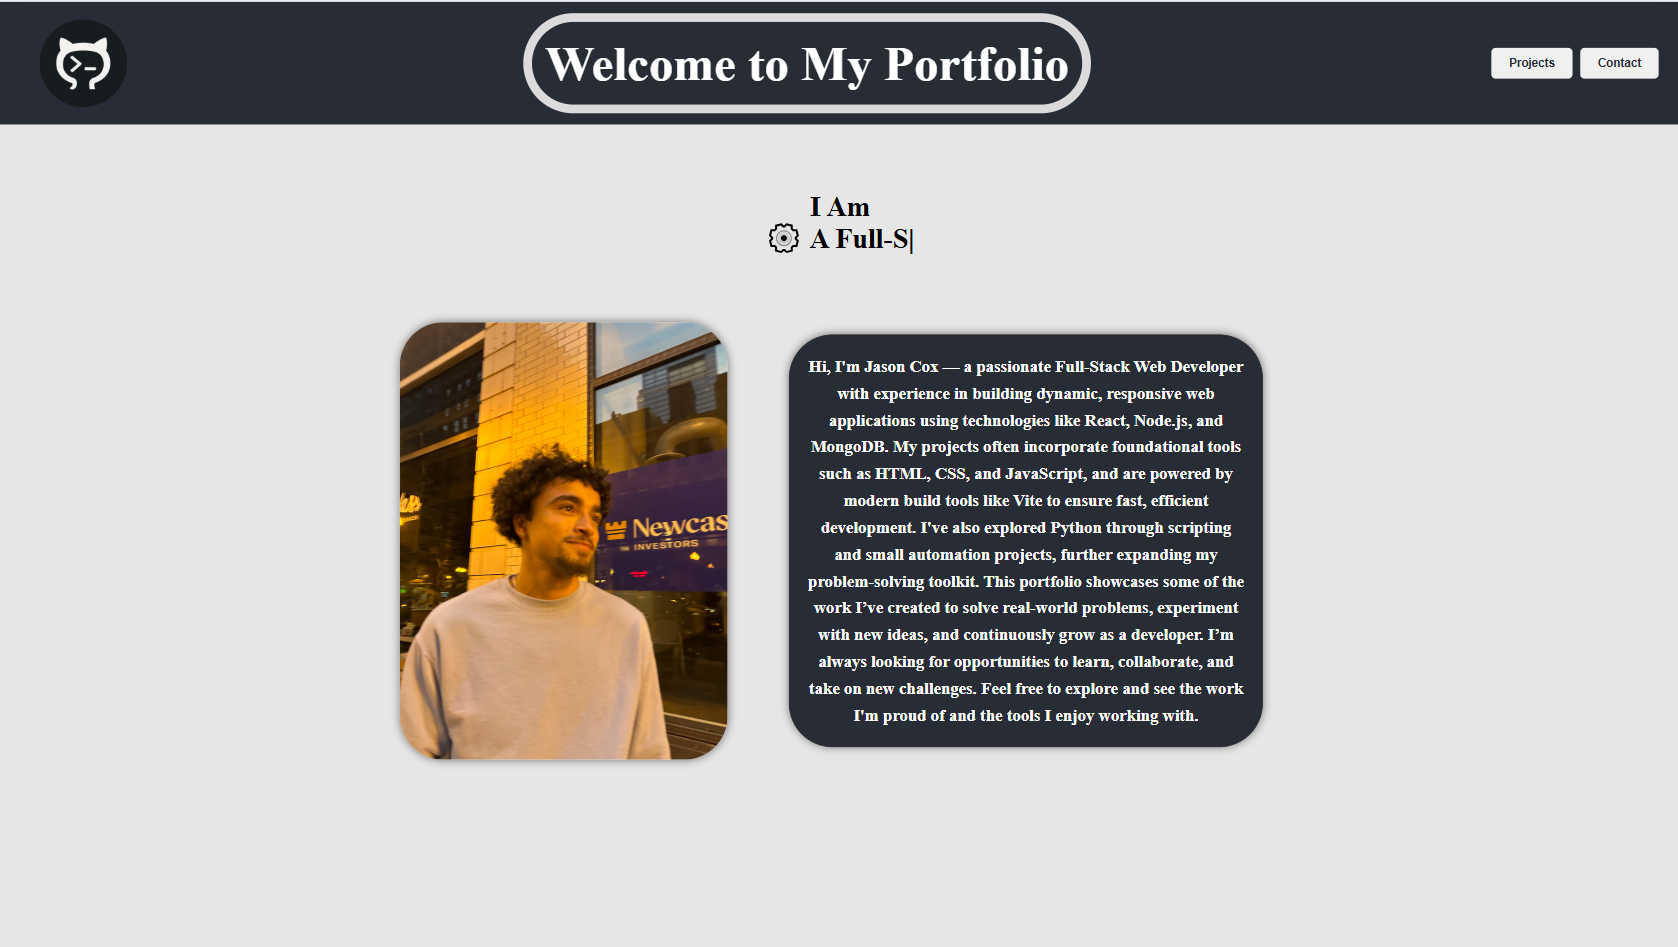 Welcome to My Portfolio
Projects
Contact
I Am
A Full-S|
Newcas
INVESTORS
Hi, I'm Jason Cox — a passionate Full-Stack Web Developer
with experience in building dynamic, responsive web
applications using technologies like React, Node.js, and
MongoDB. My projects often incorporate foundational tools
such as HTML, CSS, and JavaScript, and are powered by
modern build tools like Vite to ensure fast, efficient
development. I've also explored Python through scripting
and small automation projects, further expanding my
problem-solving toolkit. This portfolio showcases some of the
work I’ve created to solve real-world problems, experiment
with new ideas, and continuously grow as a developer. I’m
always looking for opportunities to learn, collaborate, and
take on new challenges. Feel free to explore and see the work
I'm proud of and the tools I enjoy working with.